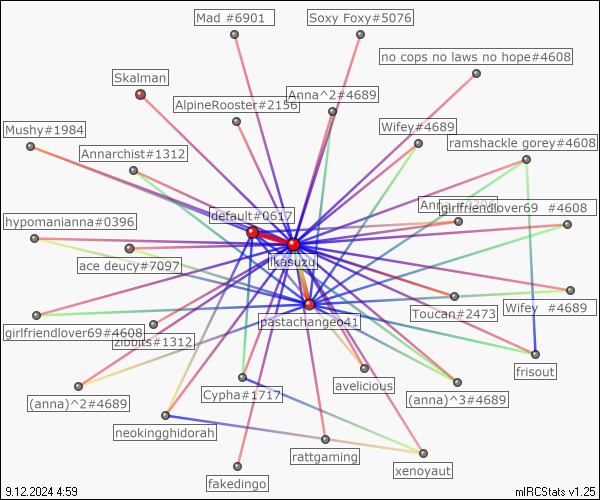 Mad #6901
Soxy Foxy#5076
no cops no laws no hope#4608
Skalman
AlpineRooster#2156
Anna^2#4689
Mushy#1984
Wifey#4689
ramshackle gorey#4608
Annarchist#1312
default#0617
girlfriendlover69 #4608
hypomanianna#0396
ikasuzu
ace deucy#7097
Toucan#2473
Wifey #4689
pastachangeo41
girlfriendlover69#4608
zibbits#1312
frisout
avelicious
(anna)^2#4689
Cypha#1717
(anna)^3#4689
neokingghidorah
rattgaming
xenoyaut
fakedingo
9.12.2024 4:59
mIRCStats v1.25